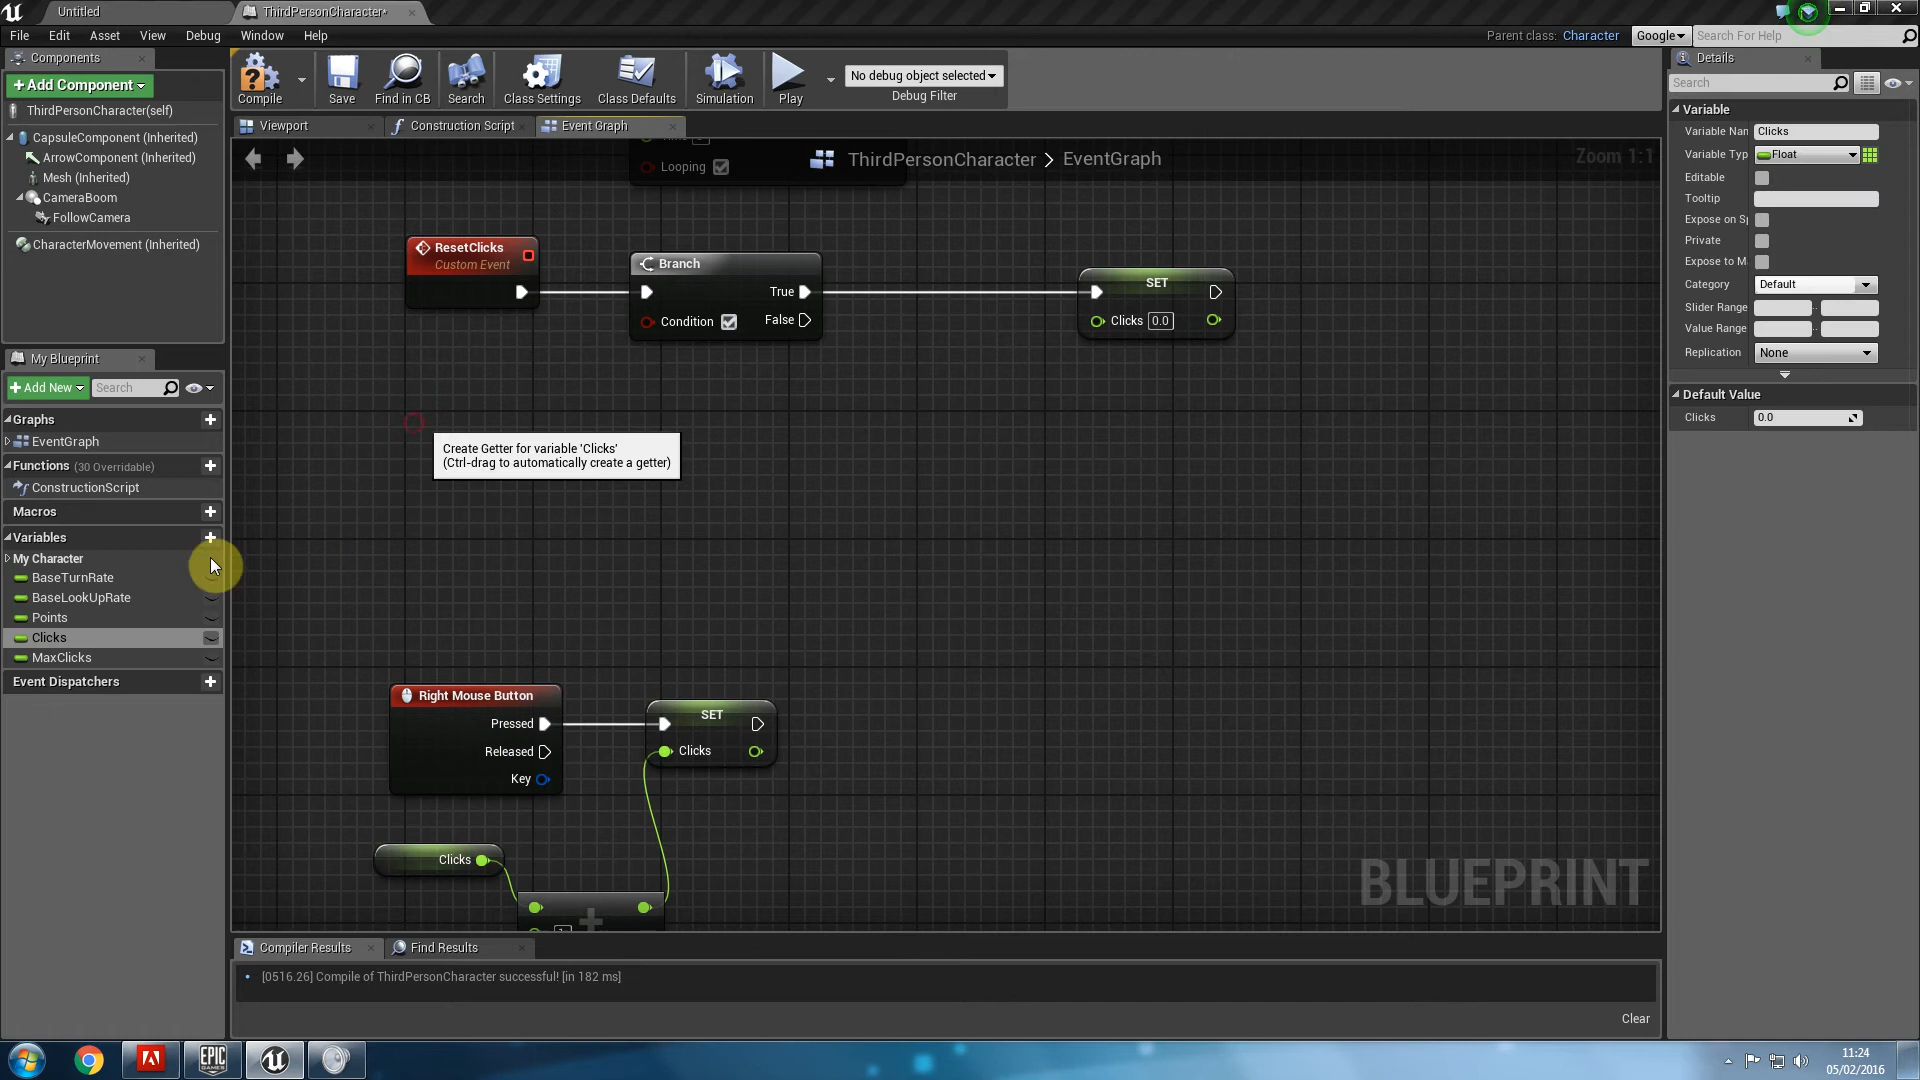 Untitled
ThirdPersonCharacter*
File Edit Asset View Debug Window Help
Parent class: Character
Google
Search For Help
Components
+Add Component
ThirdPersonCharacter(self)
CapsuleComponent (Inherited)
ArrowComponent (Inherited)
Mesh (Inherited)
CameraBoom
FollowCamera
CharacterMovement (Inherited)
My Blueprint
+Add New
Search
Graphs
EventGraph
Functions (30 Overridable)
ConstructionScript
Macros
Variables
My Character
BaseTurnRate
BaseLookUpRate
Points
Clicks
MaxClicks
Event Dispatchers
Compile
Save
Find in CB
Search
Class Settings
Class Defaults
Simulation
Play
No debug object selected
Debug Filter
Viewport
Construction Script
Event Graph
ThirdPersonCharacter > EventGraph
Zoom 1:1
Looping
ResetClicks
Custom Event
Branch
True
Condition
False
SET
Clicks 0.0
Create Getter for variable 'Clicks'
(Ctrl-drag to automatically create a getter)
Right Mouse Button
Pressed
Released
Key
SET
Clicks
Clicks
BLUEPRINT
Compiler Results
Find Results
[0516.26] Compile of ThirdPersonCharacter successful! [in 182 ms]
Clear
Details
Search
Variable
Variable Nam Clicks
Variable Typ Float
Editable
Tooltip
Expose on Sp
Private
Expose to M
Category Default
Slider Range
Value Range
Replication None
Default Value
Clicks 0.0
EPIC
GAMES
11:24
05/02/2016